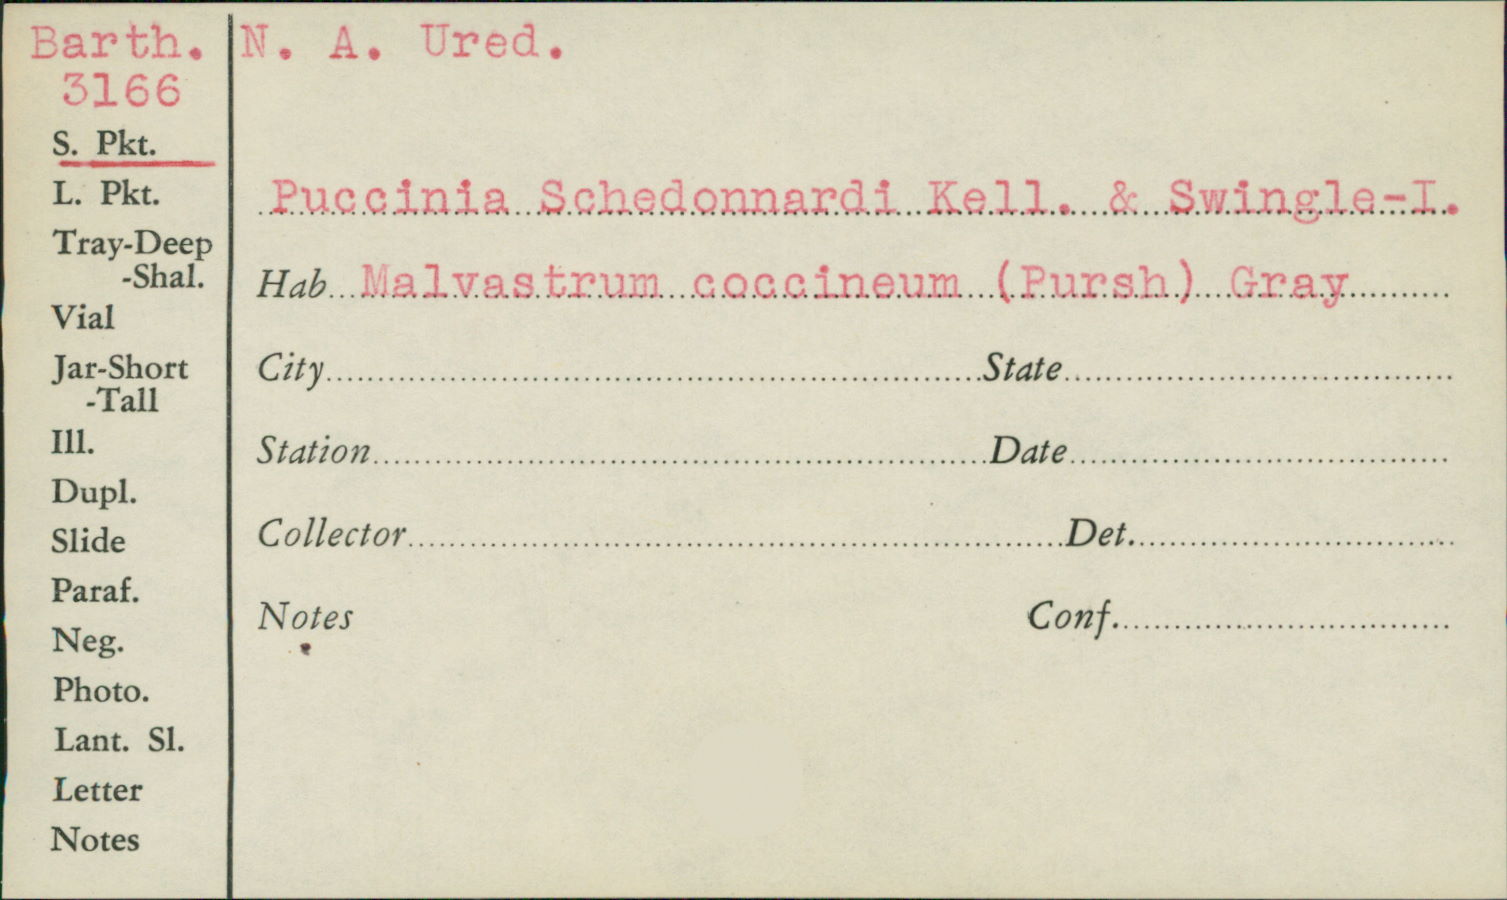 Barth. N. A. Ured.
3166
S. Pkt.
L. Pkt.
Tray-Deep
-Shal.
Vial
Jar-Short
-Tall
Ill.
Dupl.
Slide
Paraf.
Neg.
Photo.
Lant. Sl.
Letter
Notes
Puccinia Schedonnardi Kell. & Swingle-I.
Hab Malvastrum coccineum (Pursh) Gray
City State
Station Date
Collector Det.
Notes Conf.